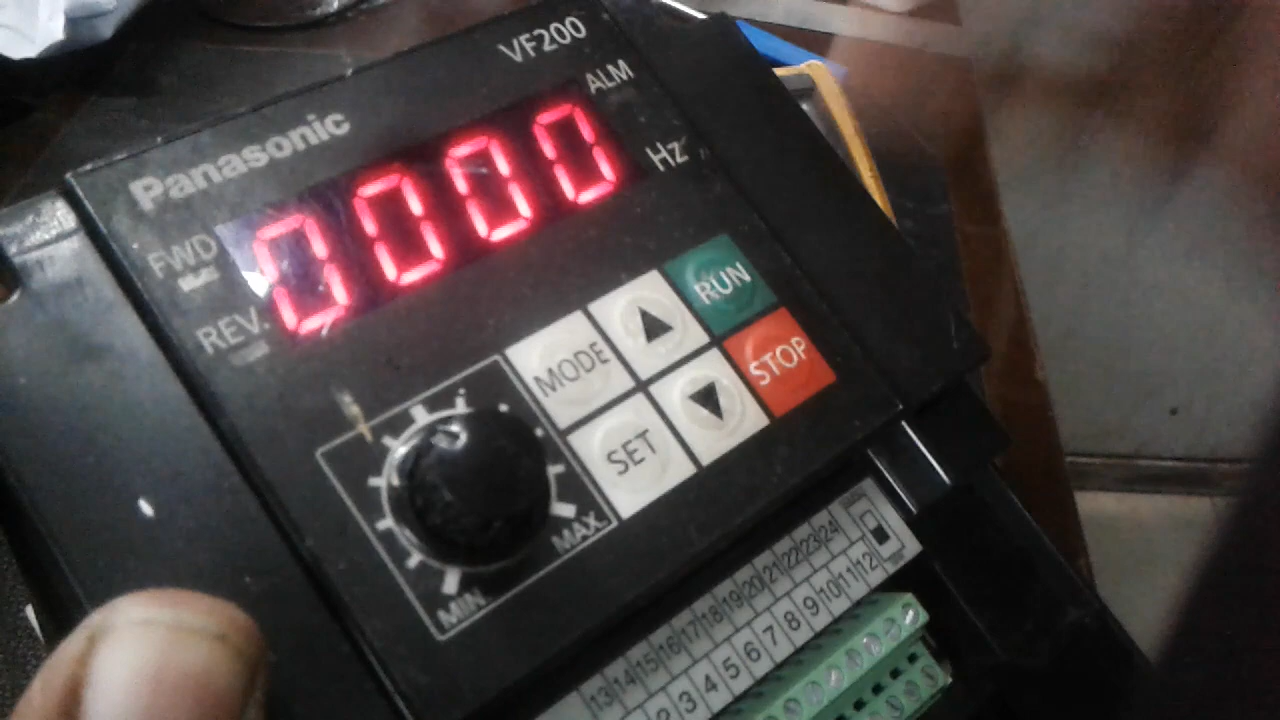 VF200
Panasonic
ALM
0000
Hz
FWD
REV.
RUN
MODE
STOP
SET
MAX.
MIN.
13 14 15 16 17 18 19 20 21 22 23 24
2 3 4 5 6 7 8 9 10 11 12